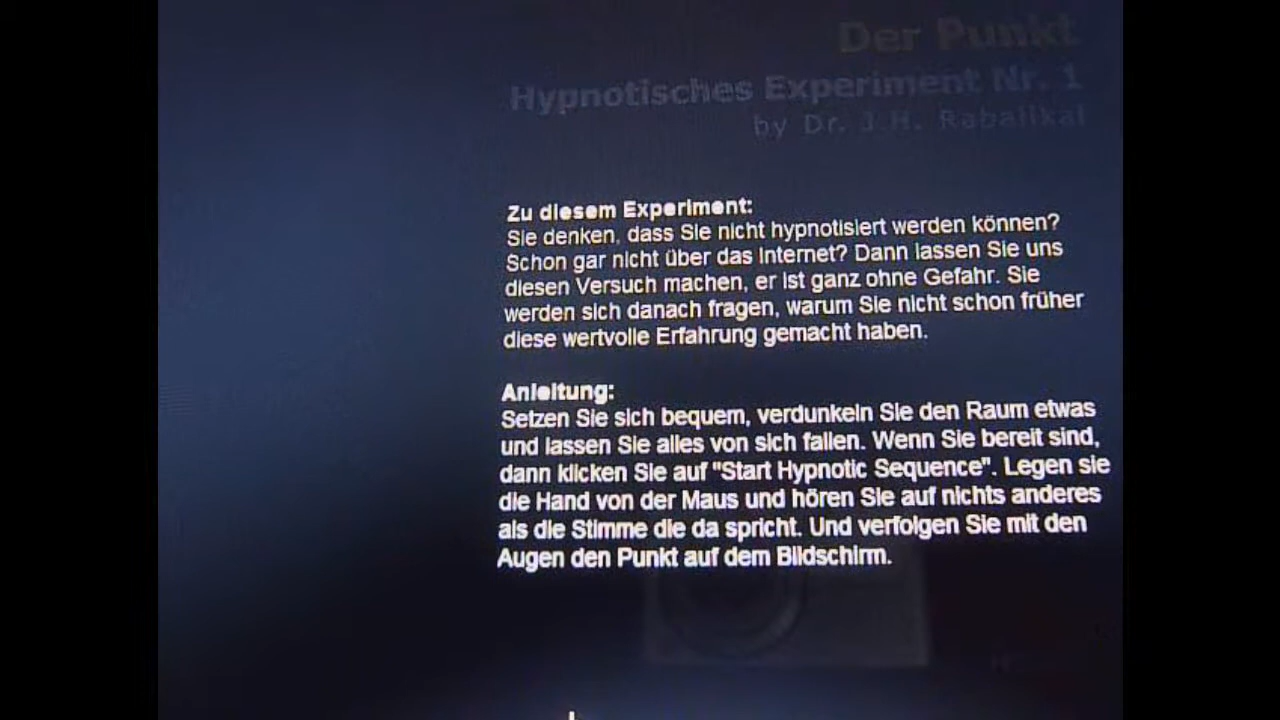 Der Punkt
Hypnotisches Experiment Nr. 1
by Dr. J.H. Rabalikal
Zu diesem Experiment:
Sie denken, dass Sie nicht hypnotisiert werden können?
Schon gar nicht über das Internet? Dann lassen Sie uns
diesen Versuch machen, er ist ganz ohne Gefahr. Sie
werden sich danach fragen, warum Sie nicht schon früher
diese wertvolle Erfahrung gemacht haben.
Anleitung:
Setzen Sie sich bequem, verdunkeln Sie den Raum etwas
und lassen Sie alles von sich fallen. Wenn Sie bereit sind,
dann klicken Sie auf "Start Hypnotic Sequence". Legen sie
die Hand von der Maus und hören Sie auf nichts anderes
als die Stimme die da spricht. Und verfolgen Sie mit den
Augen den Punkt auf dem Bildschirm.